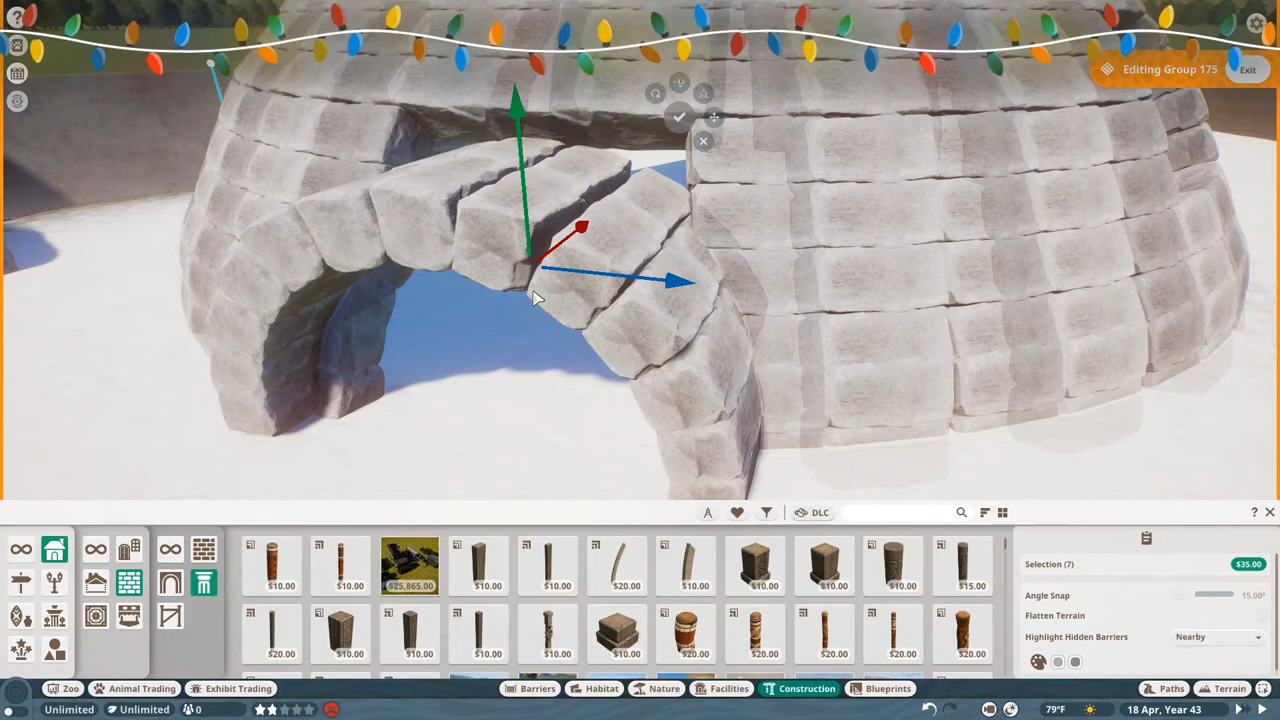 ?
Editing Group 175
Exit
DLC
?
$10.00
$10.00
$25,865.00
$10.00
$10.00
$20.00
$10.00
$10.00
$10.00
$10.00
$15.00
$20.00
$10.00
$10.00
$10.00
$10.00
$10.00
$20.00
$20.00
$20.00
$20.00
$20.00
Selection (7)
$35.00
Angle Snap
15.00°
Flatten Terrain
Highlight Hidden Barriers
Nearby
Zoo
Animal Trading
Exhibit Trading
Barriers
Habitat
Nature
Facilities
Construction
Blueprints
Paths
Terrain
Unlimited
Unlimited
0
79°F
18 Apr, Year 43